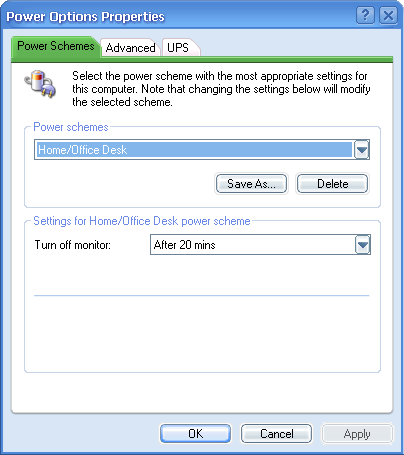 Power Options Properties
Power Schemes Advanced UPS
Select the power scheme with the most appropriate settings for
this computer. Note that changing the settings below will modify
the selected scheme.
Power schemes
Home/Office Desk
Save As... Delete
Settings for Home/Office Desk power scheme
Turn off monitor: After 20 mins
OK Cancel Apply